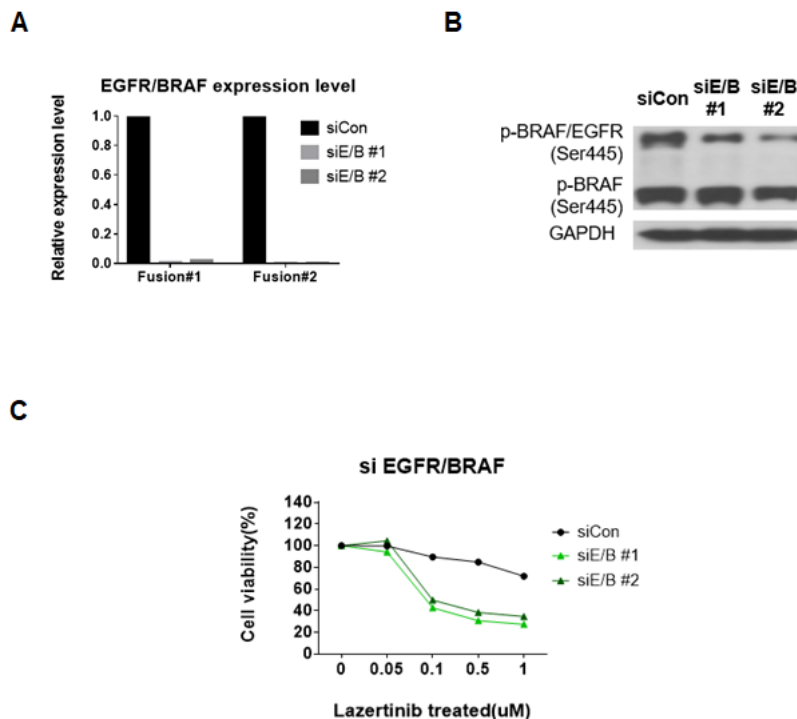 A
EGFR/BRAF expression level
Relative expression level
1.0
0.8
0.6
0.4
0.2
0.0
Fusion#1
Fusion#2
siCon
siE/B #1
siE/B #2
B
siCon
siE/B
#1
siE/B
#2
p-BRAF/EGFR
(Ser445)
p-BRAF
(Ser445)
GAPDH
C
si EGFR/BRAF
Cell viability(%)
140
120
100
80
60
40
20
0
0 0.05 0.1 0.5 1
Lazertinib treated(uM)
siCon
siE/B #1
siE/B #2